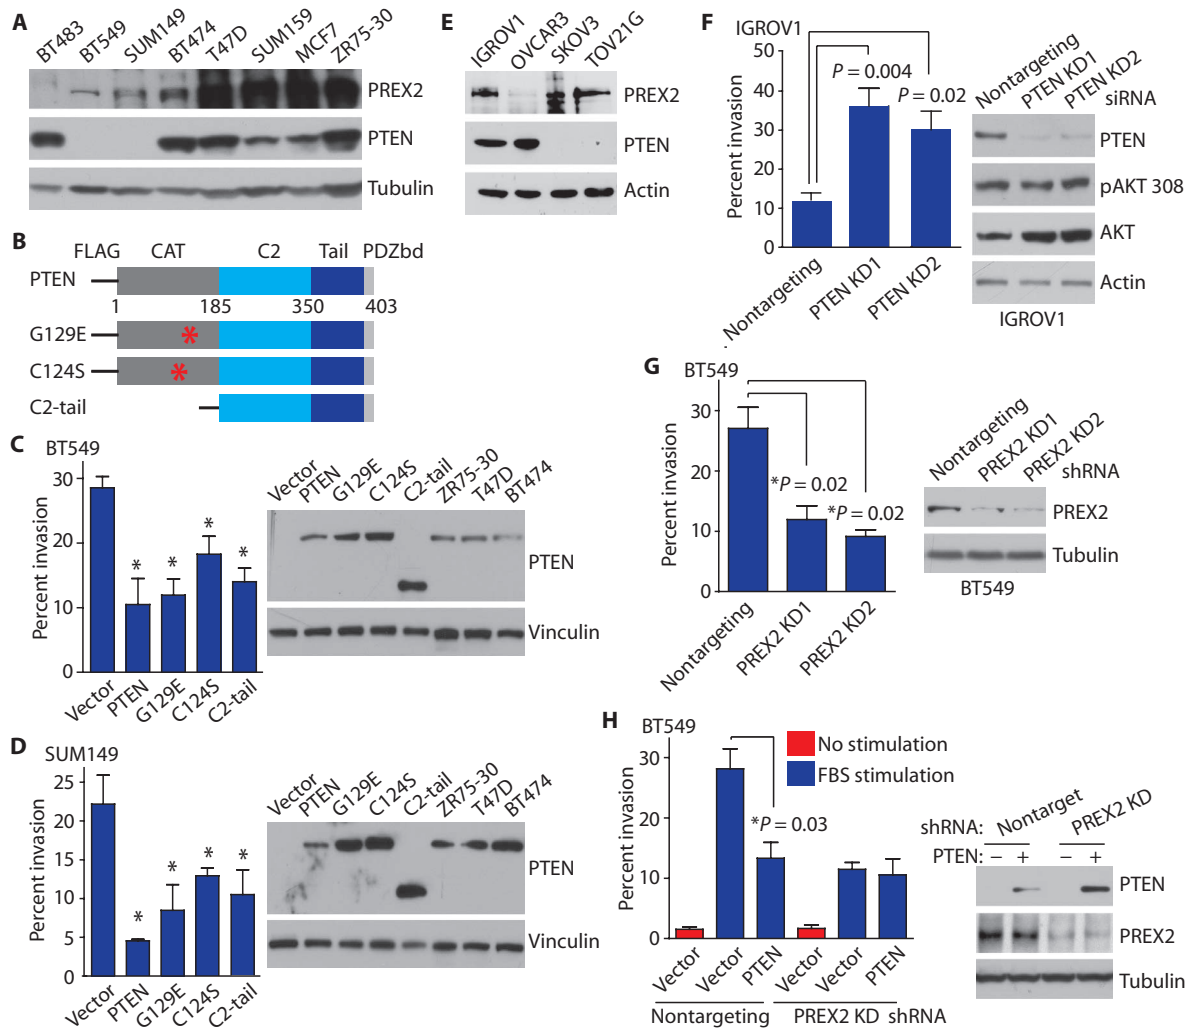 A
BT483
BT549
SUM149
BT474
T47D
SUM159
MCF7
ZR75-30
PREX2
PTEN
Tubulin
B
FLAG CAT C2 Tail PDZbd
PTEN
1 185 350 403
G129E
*
C124S
*
C2-tail
C
BT549
Percent invasion
30
20
10
0
*
*
*
*
Vector
PTEN
G129E
C124S
C2-tail
Vector
PTEN
G129E
C124S
C2-tail
ZR75-30
T47D
BT474
PTEN
Vinculin
D
SUM149
Percent invasion
25
20
15
10
5
0
*
*
*
*
Vector
PTEN
G129E
C124S
C2-tail
Vector
PTEN
G129E
C124S
C2-tail
ZR75-30
T47D
BT474
PTEN
Vinculin
E
IGROV1
OVCAR3
SKOV3
TOV21G
PREX2
PTEN
Actin
F
IGROV1
Percent invasion
50
40
30
20
10
0
P = 0.004
P = 0.02
Nontargeting
PTEN KD1
PTEN KD2
Nontargeting
PTEN KD1
PTEN KD2
siRNA
PTEN
pAKT 308
AKT
Actin
IGROV1
G
BT549
Percent invasion
30
20
10
0
*P = 0.02
*P = 0.02
Nontargeting
PREX2 KD1
PREX2 KD2
Nontargeting
PREX2 KD1
PREX2 KD2
shRNA
PREX2
Tubulin
BT549
H
BT549
Percent invasion
30
20
10
0
No stimulation
FBS stimulation
*P = 0.03
Vector
Vector
PTEN
Vector
Vector
PTEN
Nontargeting PREX2 KD shRNA
shRNA: Nontarget PREX2 KD
PTEN: – + – +
PTEN
PREX2
Tubulin